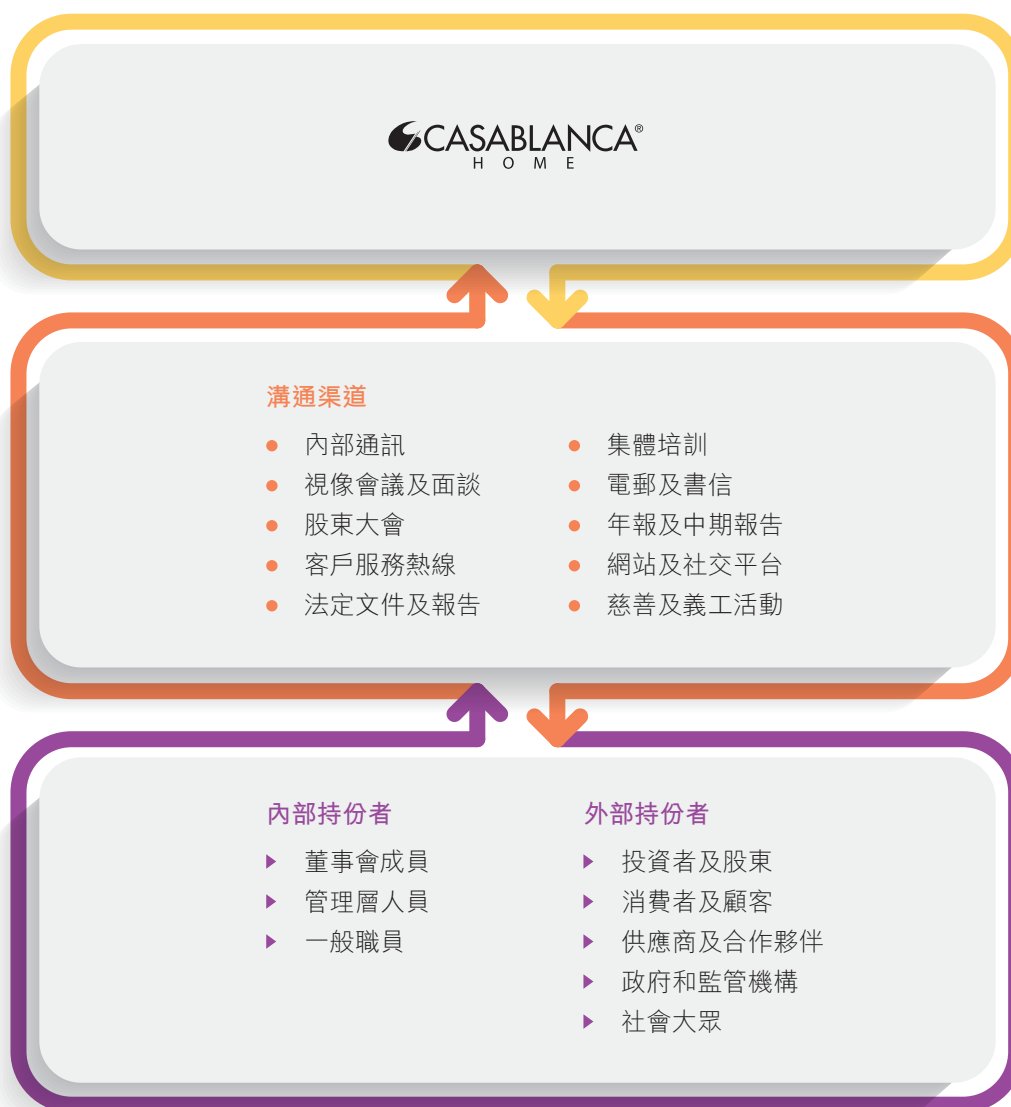 CASABLANCA®
HOME
溝通渠道
內部通訊
視像會議及面談
股東大會
客戶服務熱線
法定文件及報告
集體培訓
電郵及書信
年報及中期報告
網站及社交平台
慈善及義工活動
內部持份者
董事會成員
管理層人員
一般職員
外部持份者
投資者及股東
消費者及顧客
供應商及合作夥伴
政府和監管機構
社會大眾